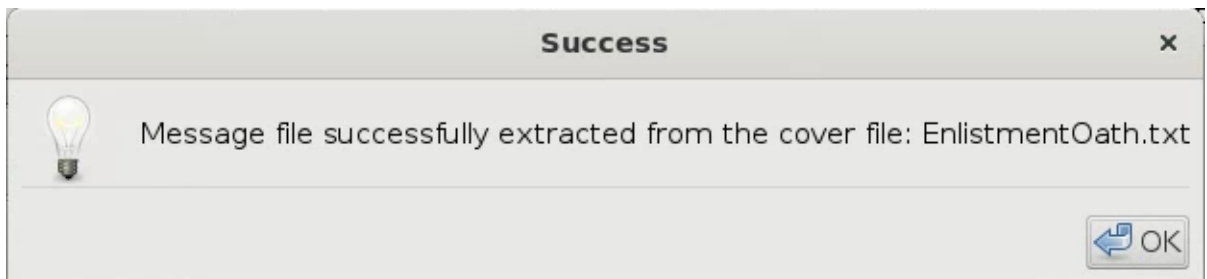 Success
Message file successfully extracted from the cover file: EnlistmentOath.txt
OK